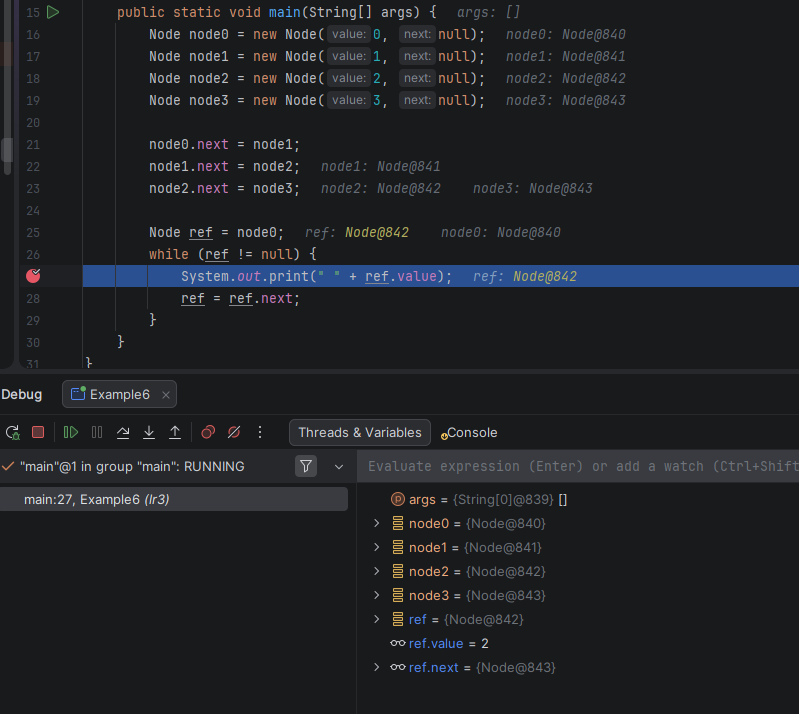 15 public static void main(String[] args) { args: []
16 Node node0 = new Node( value: 0, next: null); node0: Node@840
17 Node node1 = new Node( value: 1, next: null); node1: Node@841
18 Node node2 = new Node( value: 2, next: null); node2: Node@842
19 Node node3 = new Node( value: 3, next: null); node3: Node@843
20
21 node0.next = node1;
22 node1.next = node2; node1: Node@841
23 node2.next = node3; node2: Node@842 node3: Node@843
24
25 Node ref = node0; ref: Node@842 node0: Node@840
26 while (ref != null) {
System.out.print(" " + ref.value); ref: Node@842
28 ref = ref.next;
29 }
30 }
31 }
Debug Example6
Threads & Variables Console
"main"@1 in group "main": RUNNING Evaluate expression (Enter) or add a watch (Ctrl+Shift
main:27, Example6 (lr3)
args = {String[0]@839} []
node0 = {Node@840}
node1 = {Node@841}
node2 = {Node@842}
node3 = {Node@843}
ref = {Node@842}
ref.value = 2
ref.next = {Node@843}